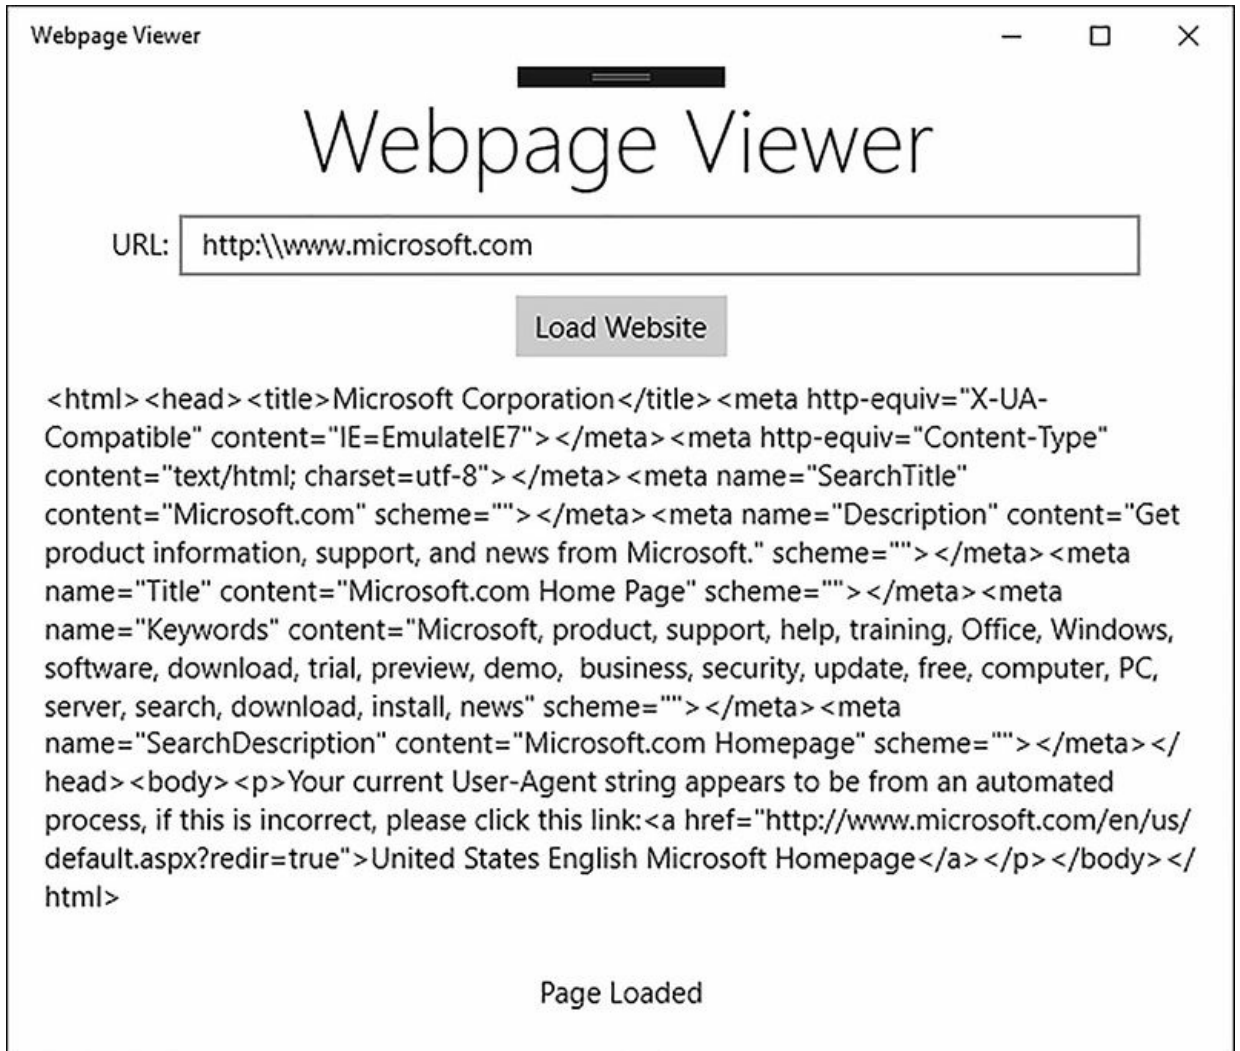 Webpage Viewer
Webpage Viewer
URL: http:\\www.microsoft.com
Load Website
<html><head><title>Microsoft Corporation</title><meta http-equiv="X-UA-
Compatible" content="IE=EmulateIE7"></meta><meta http-equiv="Content-Type"
content="text/html; charset=utf-8"></meta><meta name="SearchTitle"
content="Microsoft.com" scheme=""></meta><meta name="Description" content="Get
product information, support, and news from Microsoft." scheme=""></meta><meta
name="Title" content="Microsoft.com Home Page" scheme=""></meta><meta
name="Keywords" content="Microsoft, product, support, help, training, Office, Windows,
software, download, trial, preview, demo,  business, security, update, free, computer, PC,
server, search, download, install, news" scheme=""></meta><meta
name="SearchDescription" content="Microsoft.com Homepage" scheme=""></meta></
head><body><p>Your current User-Agent string appears to be from an automated
process, if this is incorrect, please click this link:<a href="http://www.microsoft.com/en/us/
default.aspx?redir=true">United States English Microsoft Homepage</a></p></body></
html>
Page Loaded